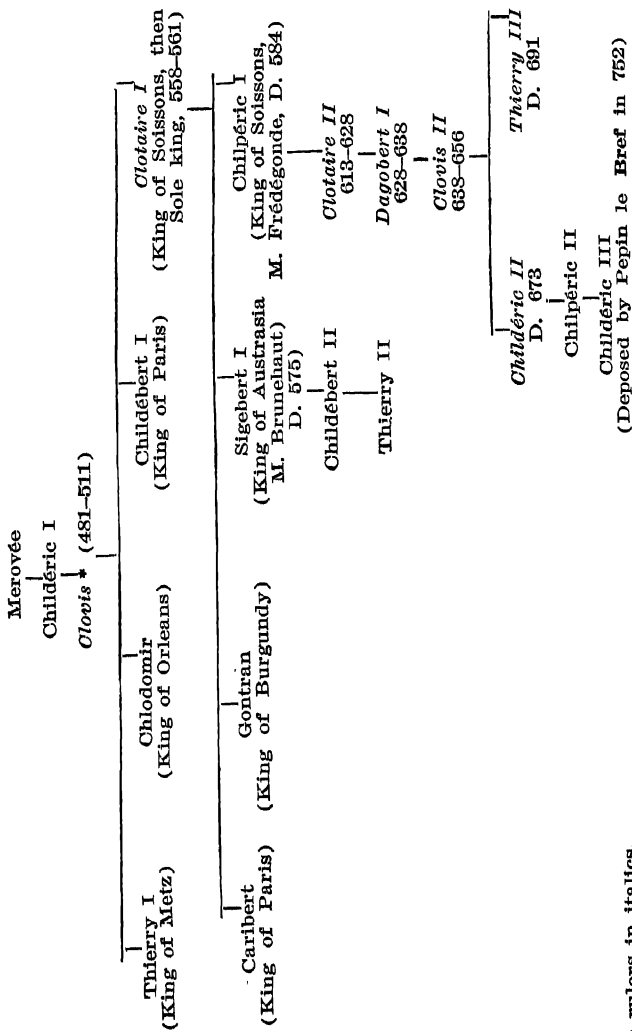 Merovée
Childéric I
Clovis * (481–511)
Thierry I
(King of Metz)
Chlodomir
(King of Orleans)
Childébert I
(King of Paris)
Clotaire I
(King of Soissons, then
Sole king, 558–561)
Caribert
(King of Paris)
Gontran
(King of Burgundy)
Sigebert I
(King of Austrasia
M. Brunehaut)
D. 575)
Childébert II
Thierry II
Chilpéric I
(King of Soissons,
M. Frédégonde, D. 584)
Clotaire II
613–628
Dagobert I
628–638
Clovis II
638–656
Childéric II
D. 673
Chilpéric II
Childéric III
(Deposed by Pepin le Bref in 752)
Thierry III
D. 691
rulers in italics